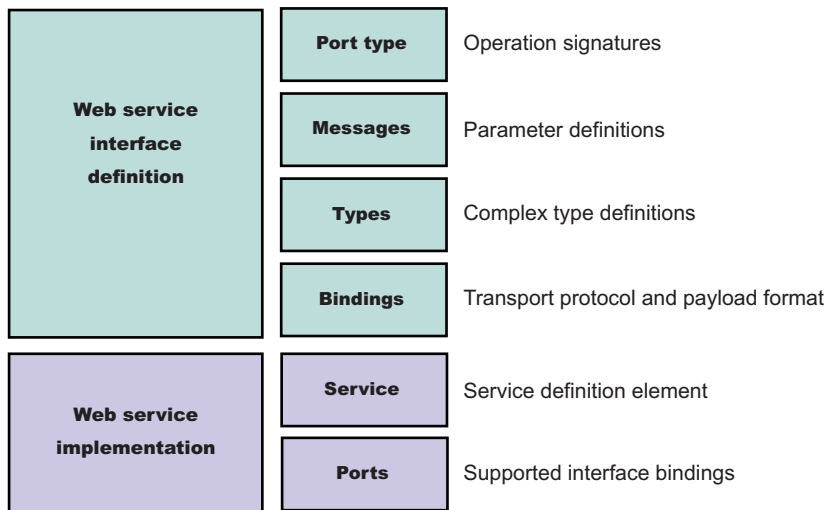 Web service
interface
definition
Port type
Operation signatures
Messages
Parameter definitions
Types
Complex type definitions
Bindings
Transport protocol and payload format
Web service
implementation
Service
Service definition element
Ports
Supported interface bindings